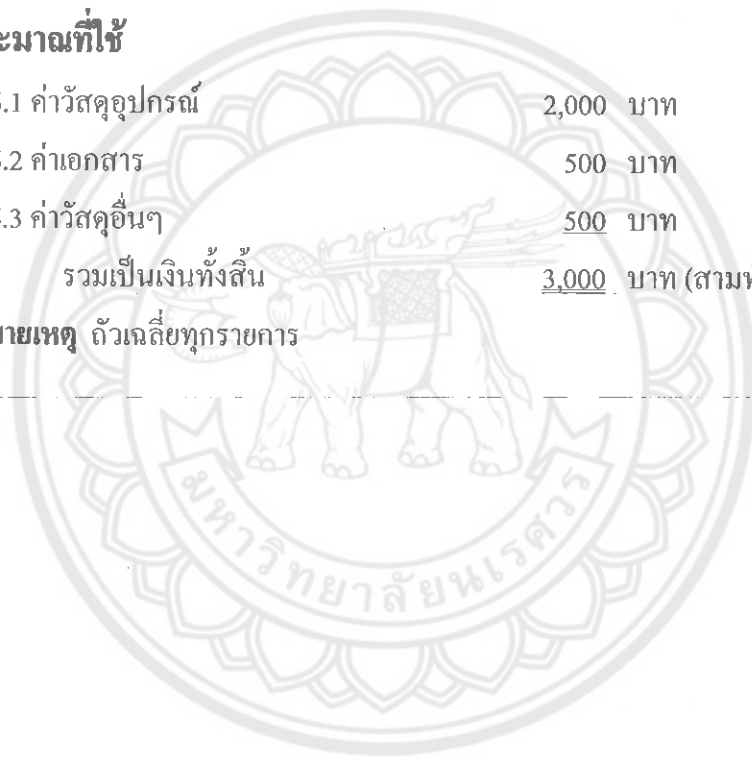 ะมาณที่ใช้
.1 ค่าวัสดุอุปกรณ์ 2,000 บาท
.2 ค่าเอกสาร 500 บาท
.3 ค่าวัสดุอื่นๆ 500 บาท
รวมเป็นเงินทั้งสิ้น 3,000 บาท (สาม
มายเหตุ ถัวเฉลี่ยทุกรายการ
มหาวิทยาลัยนเรศวร